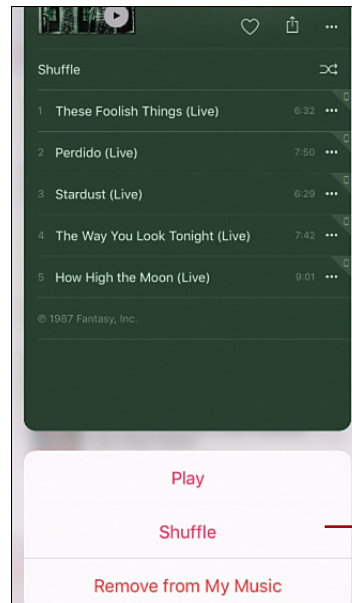 Shuffle
1 These Foolish Things (Live) 6:32
2 Perdido (Live) 7:50
3 Stardust (Live) 6:29
4 The Way You Look Tonight (Live) 7:42
5 How High the Moon (Live) 9:01
℗ 1987 Fantasy, Inc.
Play
Shuffle
Remove from My Music